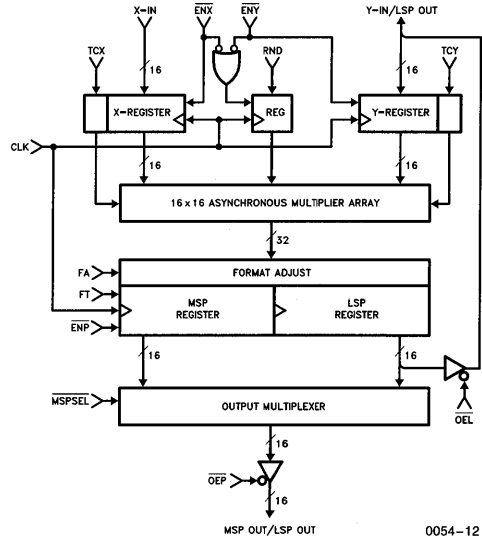 X-IN
ENX
ENY
Y-IN/LSP OUT
TCX
16
RND
16
TCY
X-REGISTER
REG
Y-REGISTER
CLK
16
16
16 x 16 ASYNCHRONOUS MULTIPLIER ARRAY
32
FA
FORMAT ADJUST
FT
MSP
REGISTER
LSP
REGISTER
ENP
16
16
MSPSEL
OUTPUT MULTIPLEXER
OEL
16
OEP
16
MSP OUT/LSP OUT
0054-12